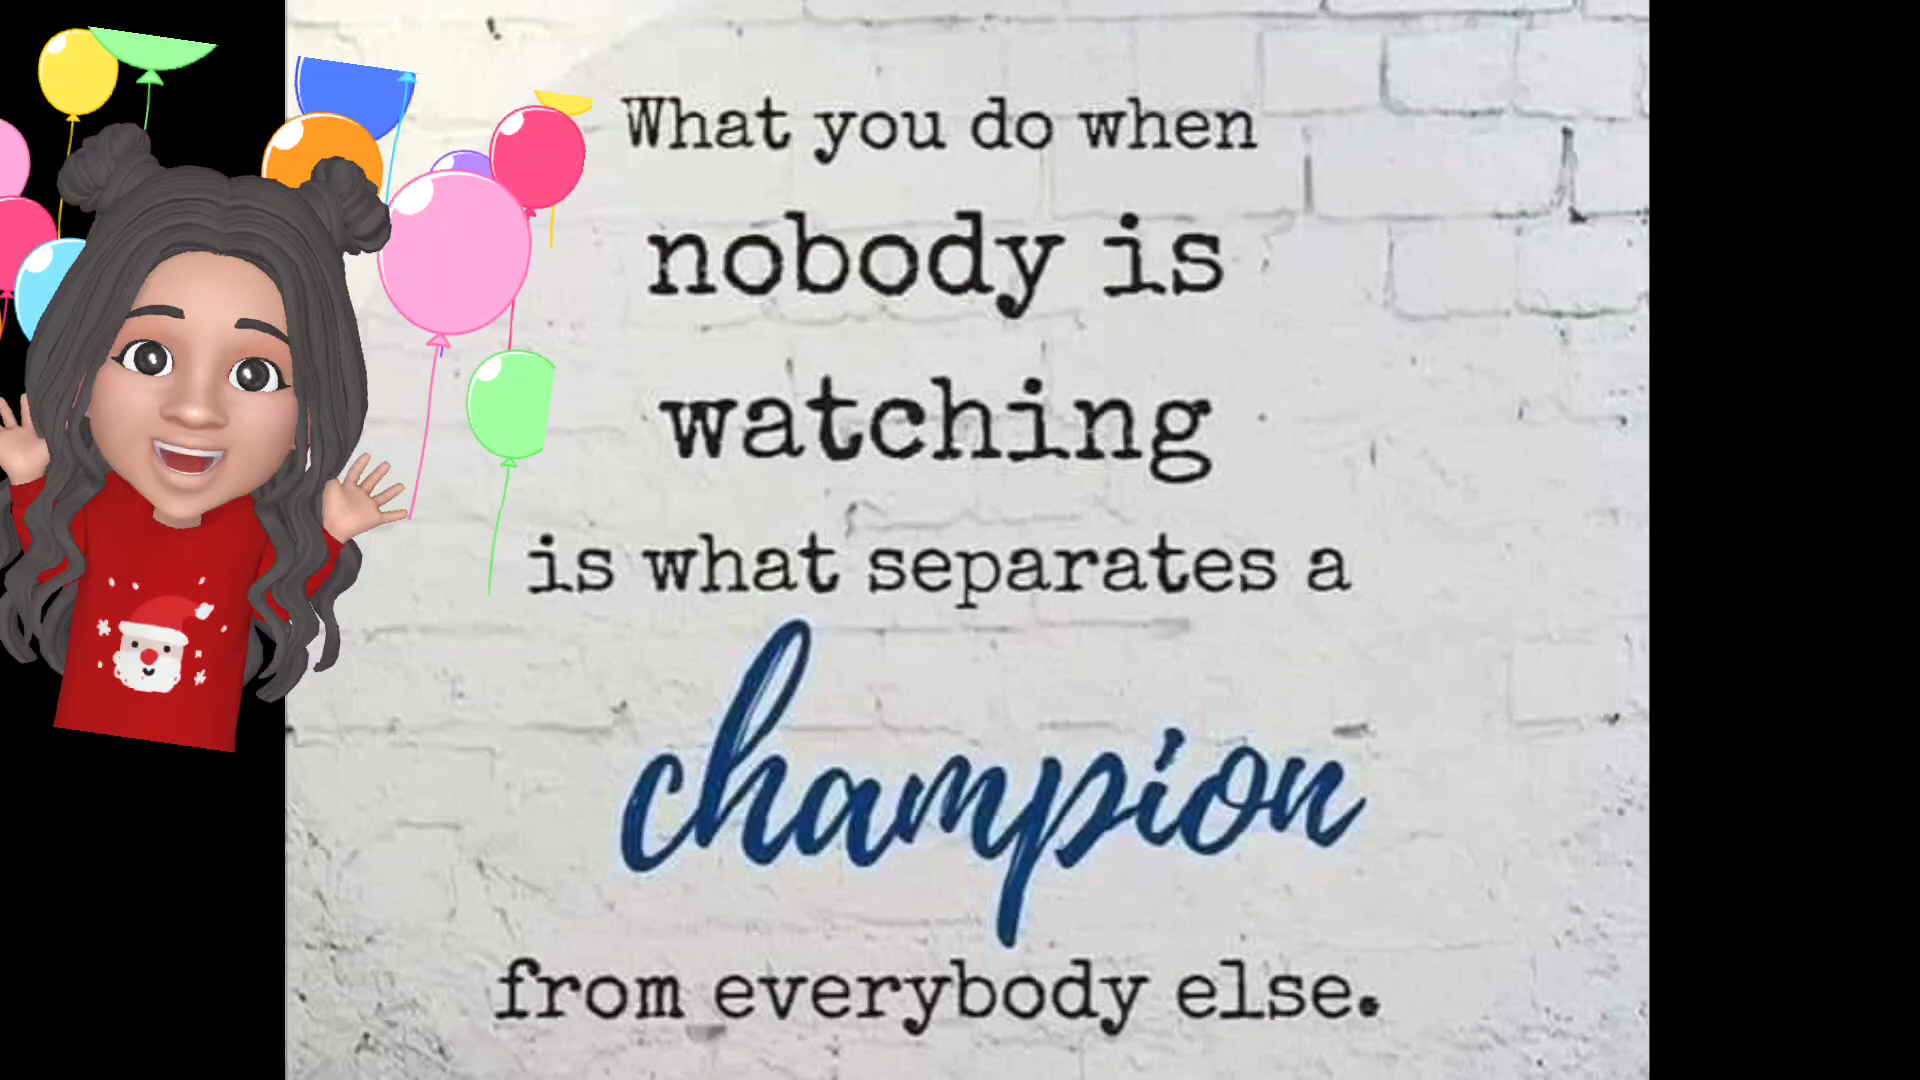 What you do when
nobody is
watching
is what separates a
champion
from everybody else.